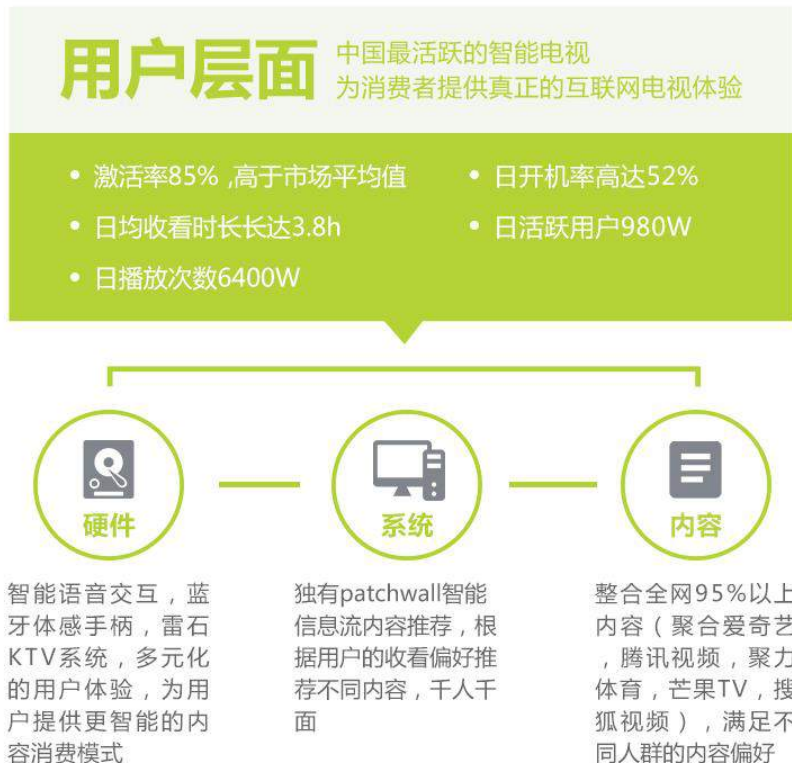 用户层面
中国最活跃的智能电视
为消费者提供真正的互联网电视体验
• 激活率85% ,高于市场平均值
• 日开机率高达52%
• 日均收看时长长达3.8h
• 日活跃用户980W
• 日播放次数6400W
硬件
系统
内容
智能语音交互，蓝
牙体感手柄，雷石
KTV系统，多元化
的用户体验，为用
户提供更智能的内
容消费模式
独有patchwall智能
信息流内容推荐，根
据用户的收看偏好推
荐不同内容，千人千
面
整合全网95%以上
内容（聚合爱奇艺
，腾讯视频，聚力
体育，芒果TV，搜
狐视频），满足不
同人群的内容偏好